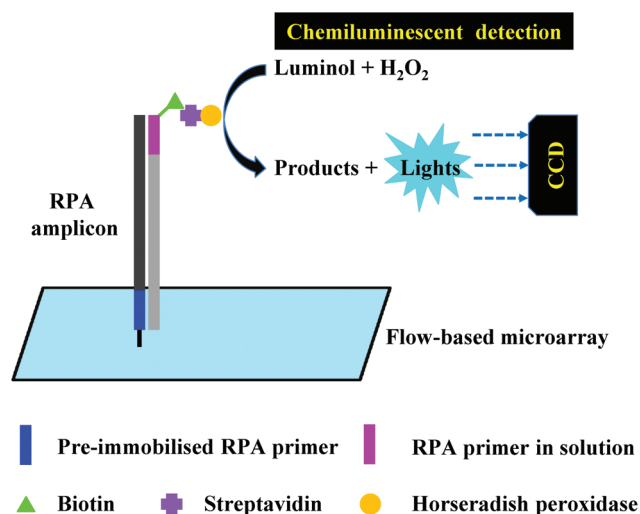 Chemiluminescent detection
Luminol + H₂O₂
Products +
Lights
CCD
RPA
amplicon
Flow-based microarray
Pre-immobilised RPA primer
RPA primer in solution
Biotin
Streptavidin
Horseradish peroxidase